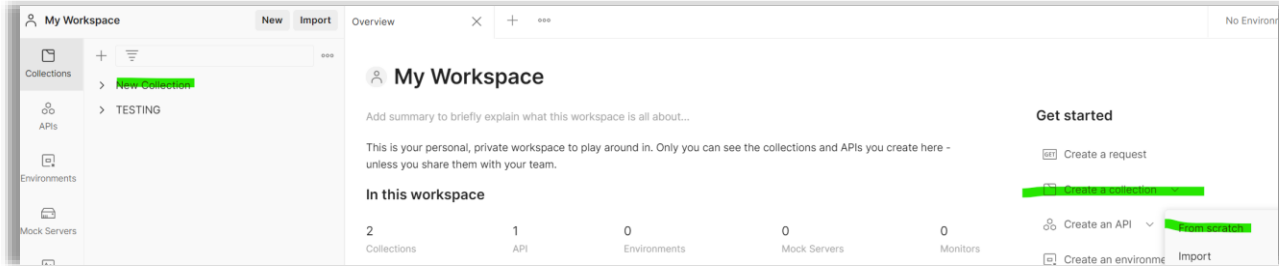 My Workspace
New
Import
Overview
No Environm
Collections
New Collection
TESTING
APIs
Environments
Mock Servers
My Workspace
Add summary to briefly explain what this workspace is all about...
This is your personal, private workspace to play around in. Only you can see the collections and APIs you create here -
unless you share them with your team.
In this workspace
2
Collections
1
API
0
Environments
0
Mock Servers
0
Monitors
Get started
GET Create a request
Create a collection
From scratch
Import
Create an API
Create an environme